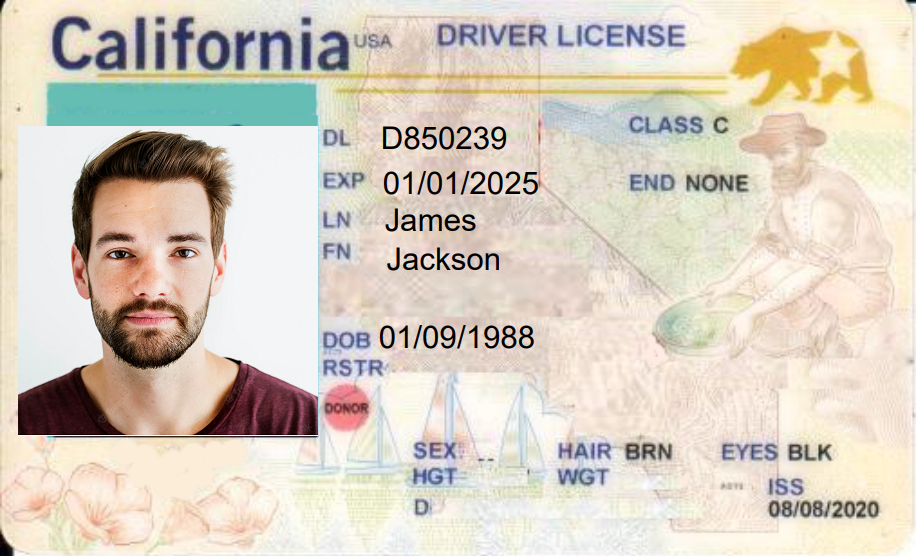 California USA DRIVER LICENSE
CLASS C
DL D850239
EXP 01/01/2025
END NONE
LN James
FN Jackson
DOB 01/09/1988
RSTR
DONOR
SEX -- HAIR BRN EYES BLK
HGT WGT
ISS
D 08/08/2020